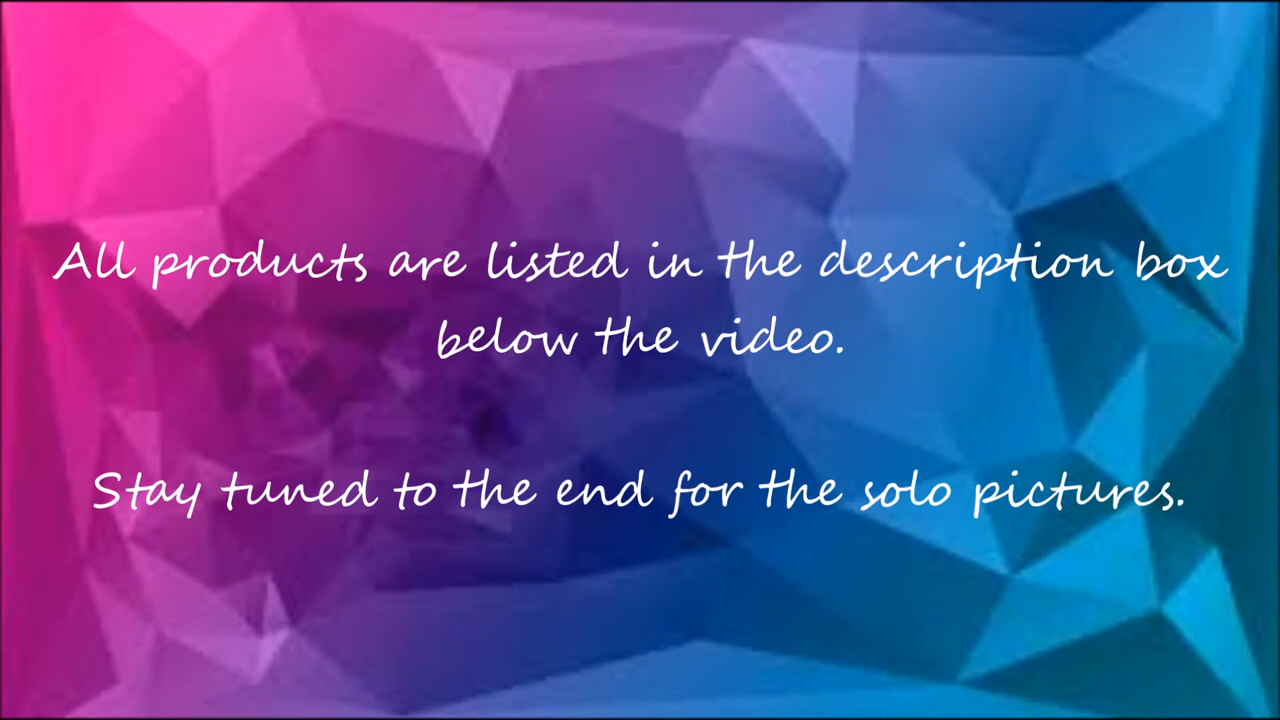 All products are listed in the description box
below the video.
Stay tuned to the end for the solo pictures.